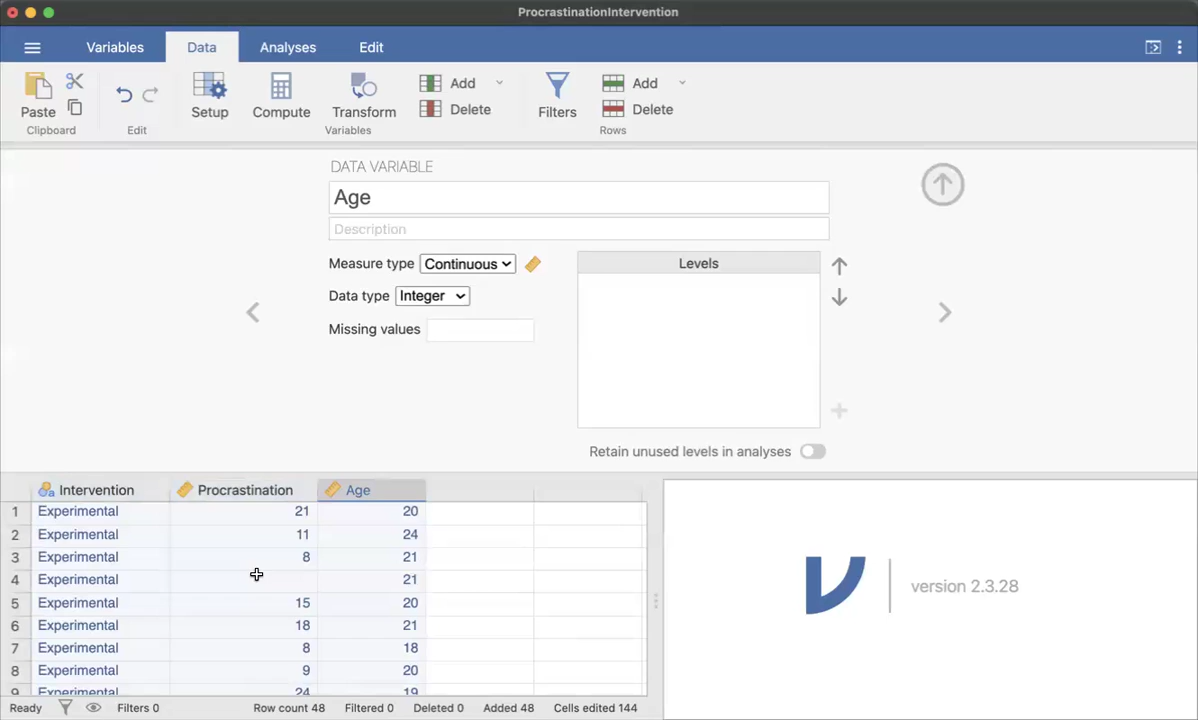 ProcrastinationIntervention
Variables Data Analyses Edit
Paste Setup Compute Transform Add Delete Filters Add Delete
Clipboard Edit Variables Rows
DATA VARIABLE
Age
Description
Measure type Continuous
Data type Integer
Missing values
Levels
Retain unused levels in analyses
Intervention Procrastination Age
1 Experimental 21 20
2 Experimental 11 24
3 Experimental 8 21
4 Experimental 21
5 Experimental 15 20
6 Experimental 18 21
7 Experimental 8 18
8 Experimental 9 20
9 Experimental 24 19
version 2.3.28
Ready Filters 0 Row count 48 Filtered 0 Deleted 0 Added 48 Cells edited 144